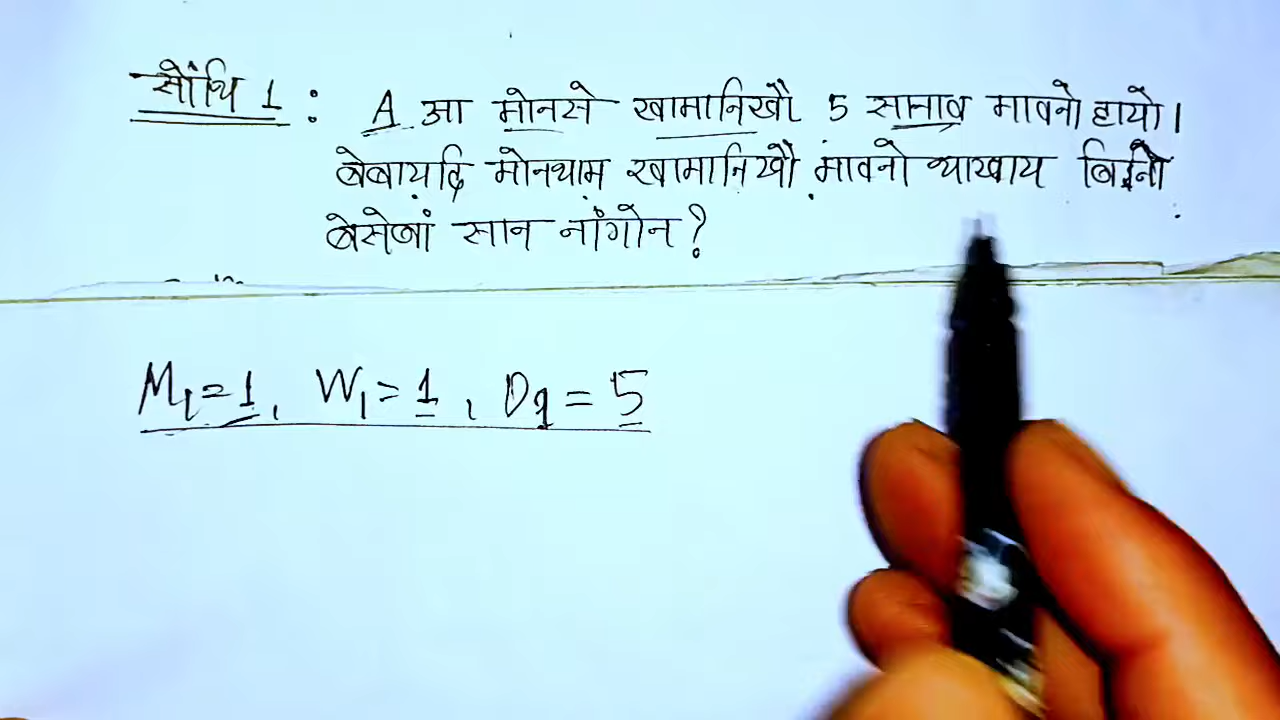 सोंथि 1 : A आ मोनसे खामानिखौ 5 सानाव मावनो हायो।
बेबायदि मोनथाम खामानिखौ मावनो थाखाय बिनो
बेसेबां सान नांगोन?
M1 = 1, W1 = 1, D1 = 5